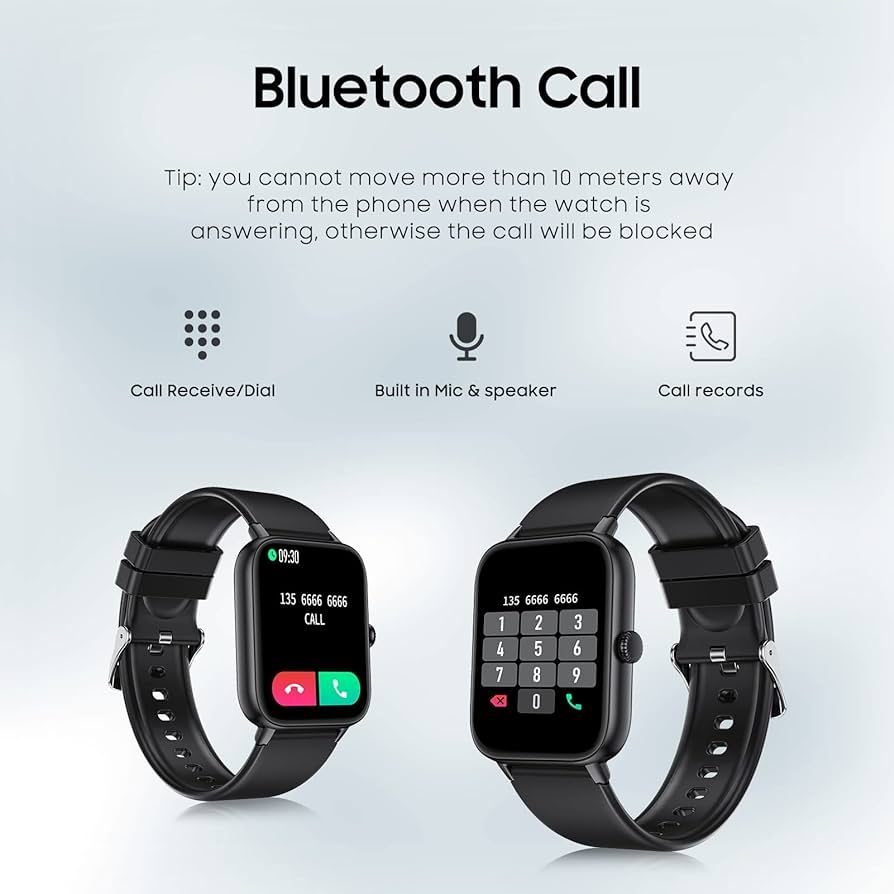 Bluetooth Call
Tip: you cannot move more than 10 meters away
from the phone when the watch is
answering, otherwise the call will be blocked
Call Receive/Dial
Built in Mic & speaker
Call records
09:30
135 6666 6666
CALL
135 6666 6666
1 2 3
4 5 6
7 8 9
0